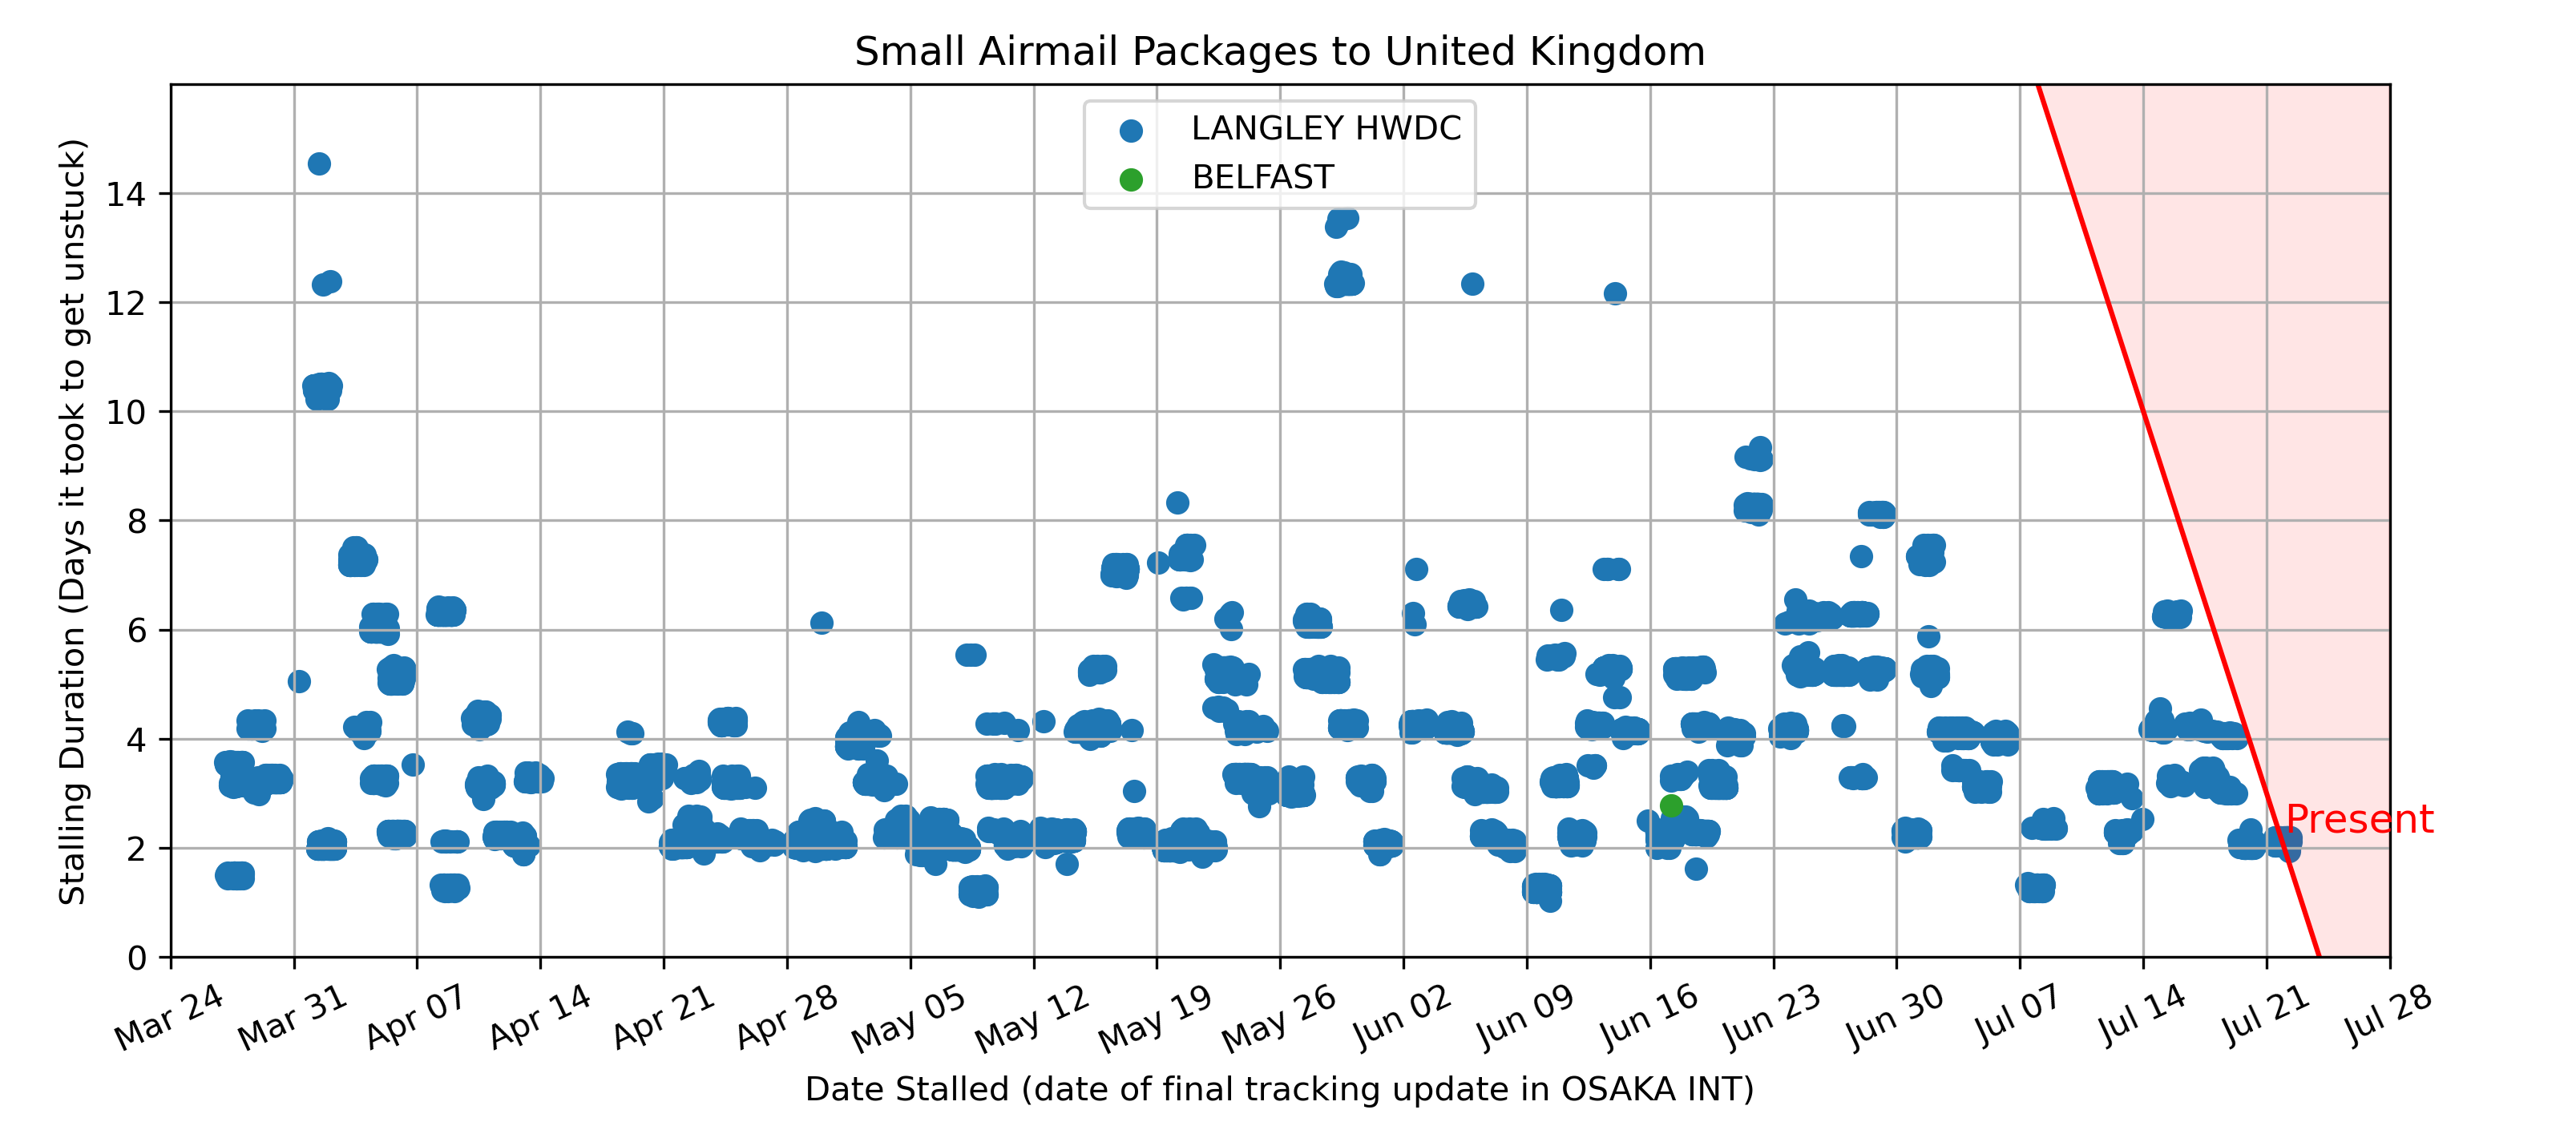 Small Airmail Packages to United Kingdom
LANGLEY HWDC
BELFAST
Stalling Duration (Days it took to get unstuck)
14
12
10
8
6
4
2
0
Present
Mar 24
Mar 31
Apr 07
Apr 14
Apr 21
Apr 28
May 05
May 12
May 19
May 26
Jun 02
Jun 09
Jun 16
Jun 23
Jun 30
Jul 07
Jul 14
Jul 21
Jul 28
Date Stalled (date of final tracking update in OSAKA INT)